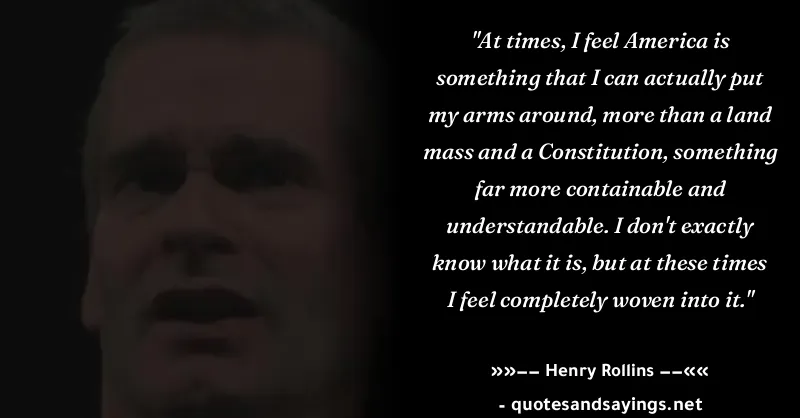 "At times, I feel America is
something that I can actually put
my arms around, more than a land
mass and a Constitution, something
far more containable and
understandable. I don't exactly
know what it is, but at these times
I feel completely woven into it."
»»−− Henry Rollins −−««
- quotesandsayings.net